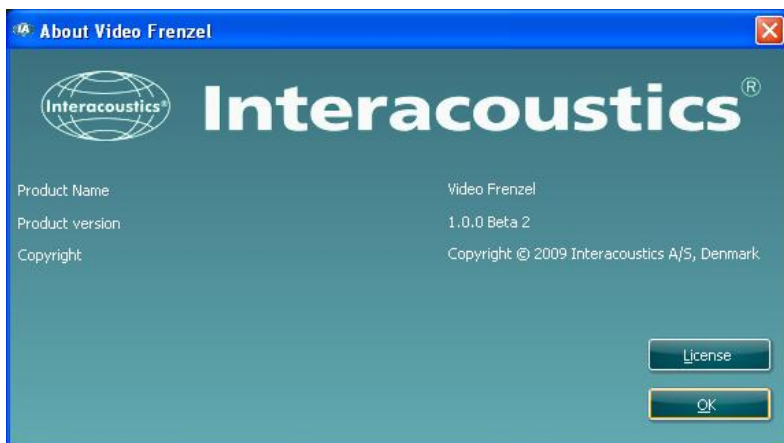 IA About Video Frenzel
Interacoustics® Interacoustics®
Product Name Video Frenzel
Product version 1.0.0 Beta 2
Copyright Copyright © 2009 Interacoustics A/S, Denmark
License
OK